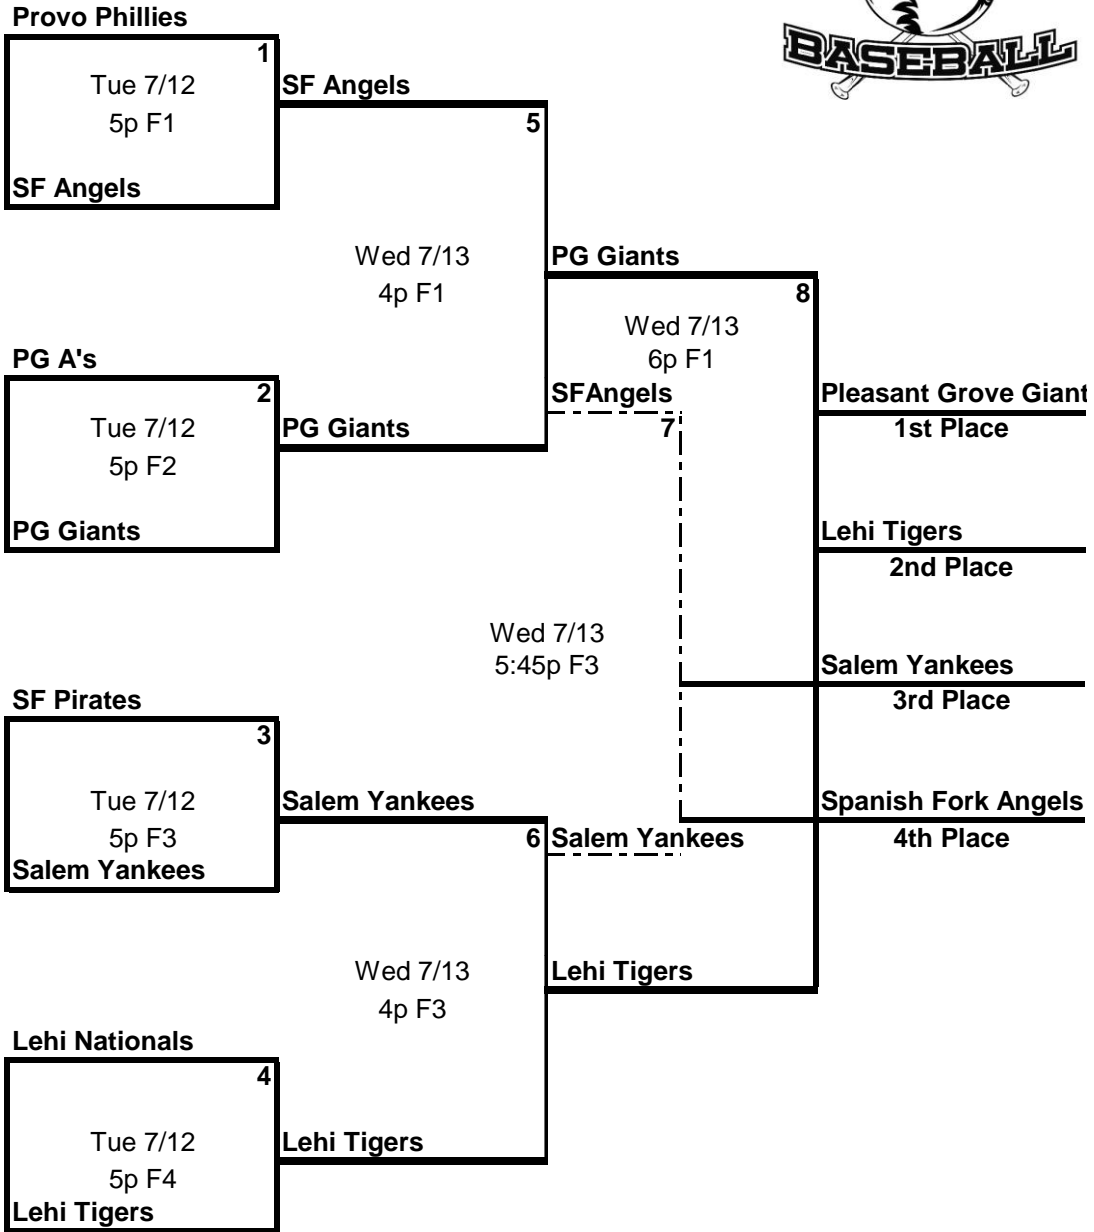 Provo Phillies
BASEBALL
1
Tue 7/12
SF Angels
5p F1
5
SF Angels
Wed 7/13
PG Giants
4p F1
8
Wed 7/13
PG A's
6p F1
2
SFAngels
Pleasant Grove Giant
Tue 7/12
PG Giants
7
1st Place
5p F2
PG Giants
Lehi Tigers
2nd Place
Wed 7/13
5:45p F3
Salem Yankees
SF Pirates
3rd Place
3
Tue 7/12
Salem Yankees
Spanish Fork Angels
5p F3
6
Salem Yankees
4th Place
Salem Yankees
Wed 7/13
Lehi Tigers
4p F3
Lehi Nationals
4
Tue 7/12
Lehi Tigers
5p F4
Lehi Tigers